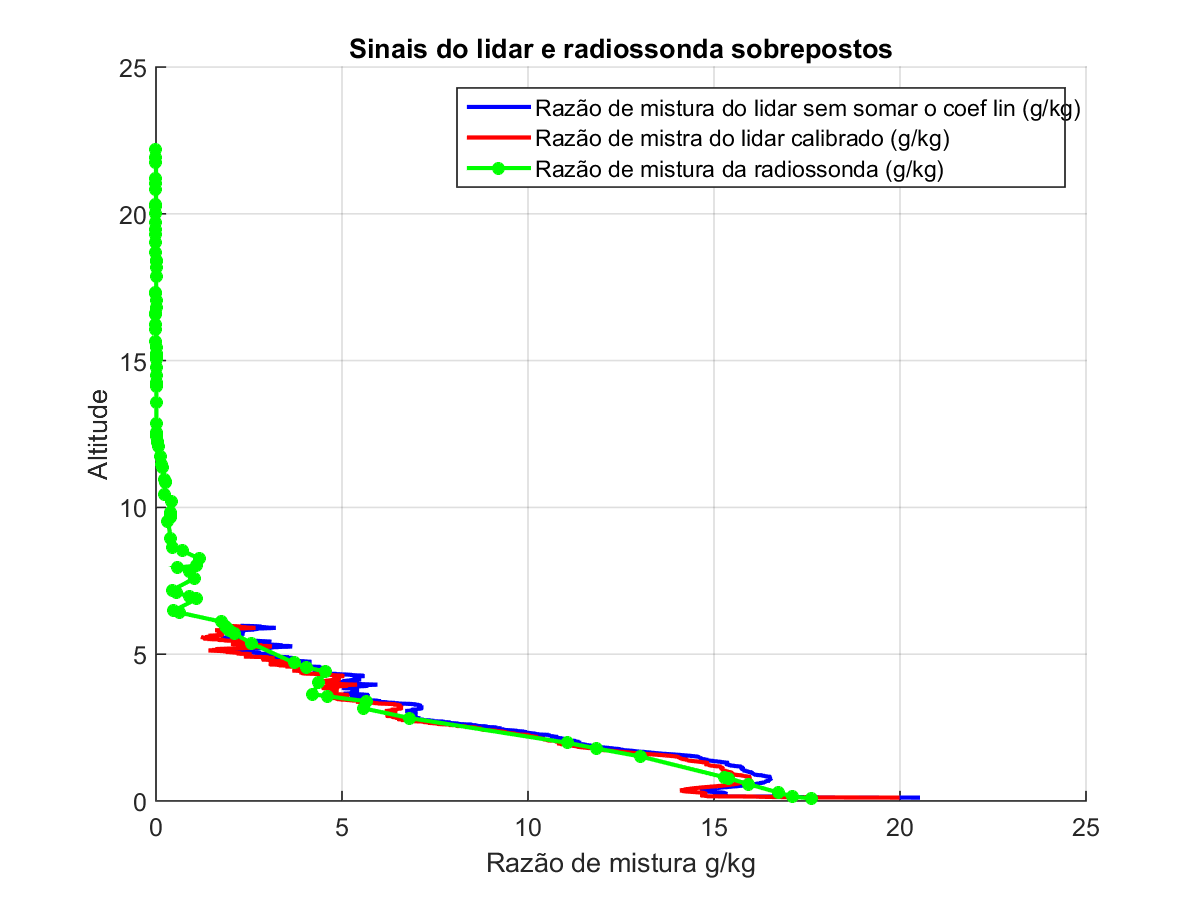 Sinais do lidar e radiossonda sobrepostos
25
20
15
10
5
0
Altitude
Razão de mistura do lidar sem somar o coef lin (g/kg)
Razão de mistra do lidar calibrado (g/kg)
Razão de mistura da radiossonda (g/kg)
0 5 10 15 20 25
Razão de mistura g/kg